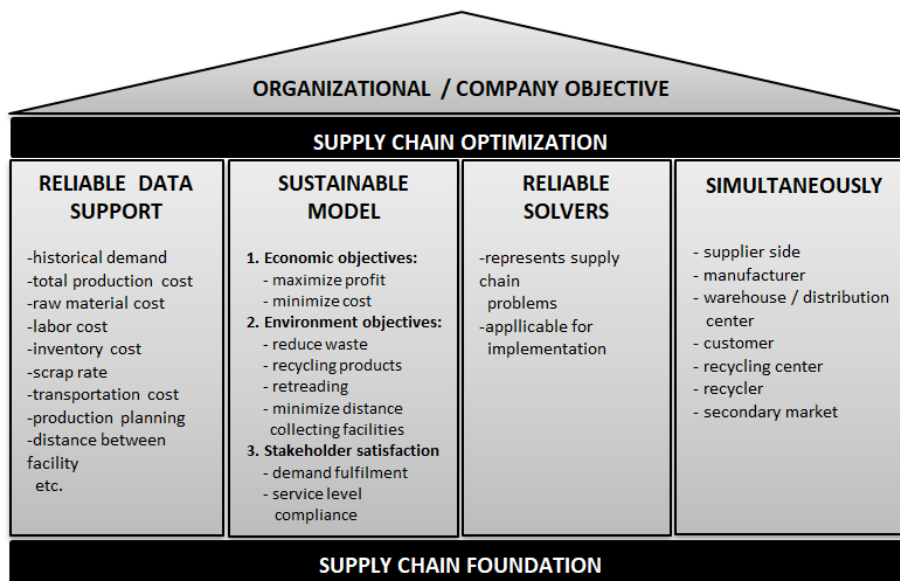 ORGANIZATIONAL / COMPANY OBJECTIVE
SUPPLY CHAIN OPTIMIZATION
RELIABLE DATA
SUPPORT
-historical demand
-total production cost
-raw material cost
-labor cost
-inventory cost
-scrap rate
-transportation cost
-production planning
-distance between
facility
etc.
SUSTAINABLE
MODEL
1. Economic objectives:
- maximize profit
- minimize cost
2. Environment objectives:
- reduce waste
- recycling products
- retreading
- minimize distance
collecting facilities
3. Stakeholder satisfaction
- demand fulfilment
- service level
compliance
RELIABLE
SOLVERS
-represents supply
chain
problems
-appllicable for
implementation
SIMULTANEOUSLY
- supplier side
- manufacturer
- warehouse / distribution
center
- customer
- recycling center
- recycler
- secondary market
SUPPLY CHAIN FOUNDATION